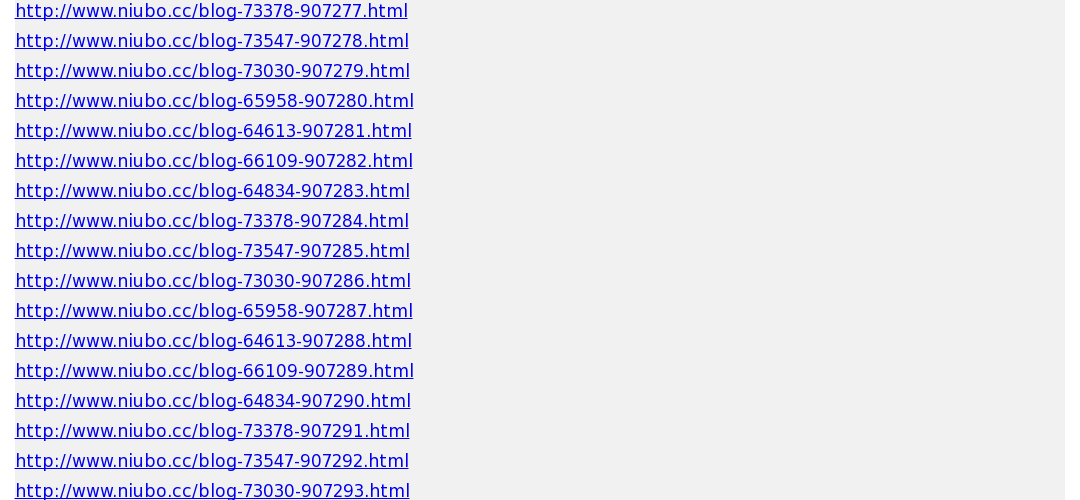 http://www.niubo.cc/blog-73378-907277.html
http://www.niubo.cc/blog-73547-907278.html
http://www.niubo.cc/blog-73030-907279.html
http://www.niubo.cc/blog-65958-907280.html
http://www.niubo.cc/blog-64613-907281.html
http://www.niubo.cc/blog-66109-907282.html
http://www.niubo.cc/blog-64834-907283.html
http://www.niubo.cc/blog-73378-907284.html
http://www.niubo.cc/blog-73547-907285.html
http://www.niubo.cc/blog-73030-907286.html
http://www.niubo.cc/blog-65958-907287.html
http://www.niubo.cc/blog-64613-907288.html
http://www.niubo.cc/blog-66109-907289.html
http://www.niubo.cc/blog-64834-907290.html
http://www.niubo.cc/blog-73378-907291.html
http://www.niubo.cc/blog-73547-907292.html
http://www.niubo.cc/blog-73030-907293.html